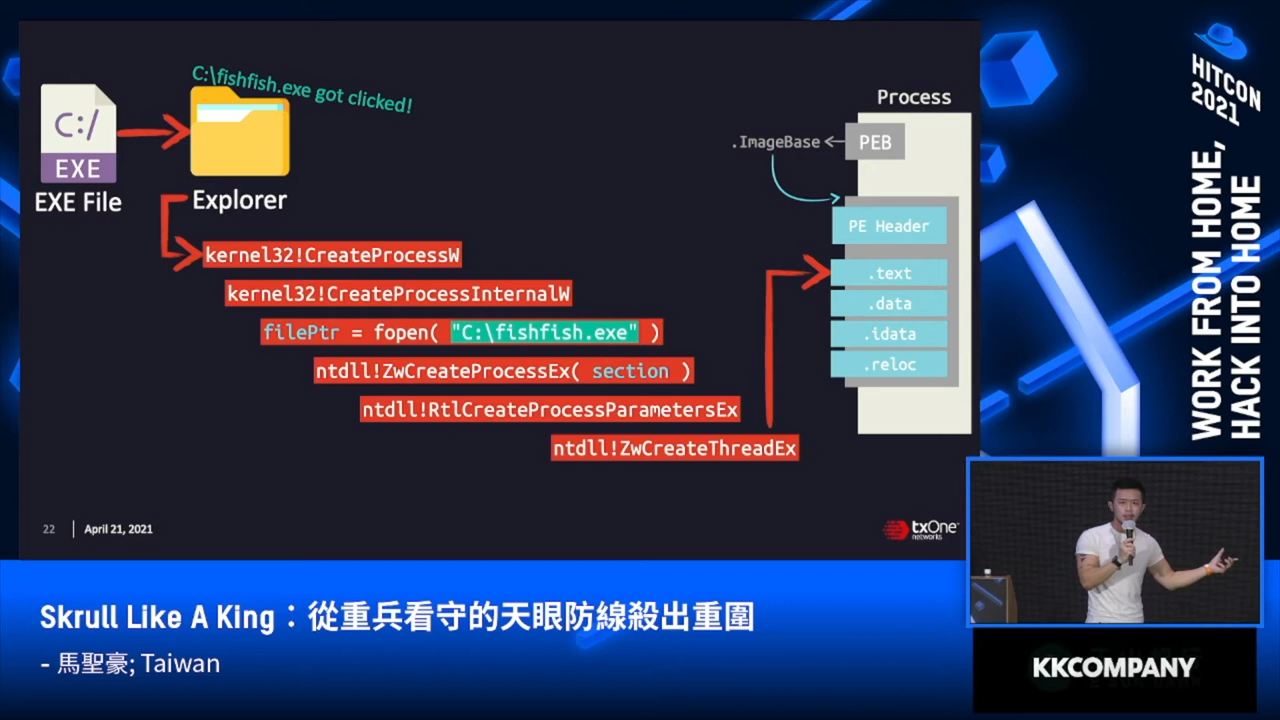 C:\fishfish.exe got clicked!
C:/
EXE
EXE File
Explorer
kernel32!CreateProcessW
kernel32!CreateProcessInternalW
filePtr = fopen( "C:\fishfish.exe" )
ntdll!ZwCreateProcessEx( section )
ntdll!RtlCreateProcessParametersEx
ntdll!ZwCreateThreadEx
Process
.ImageBase
PEB
PE Header
.text
.data
.idata
.reloc
22
April 21, 2021
txOne
networks
HITCON
2021
WORK FROM HOME,
HACK INTO HOME
Skrull Like A King：從重兵看守的天眼防線殺出重圍
- 馬聖豪; Taiwan
KKCOMPANY